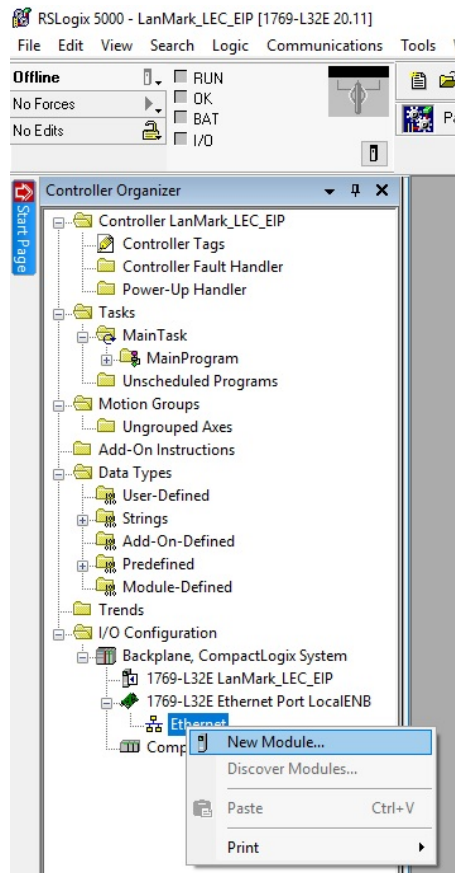 RSLogix 5000 - LanMark_LEC_EIP [1769-L32E 20.11]
File Edit View Search Logic Communications Tools
Offline
RUN
No Forces
OK
BAT
No Edits
I/O
Start Page
Controller Organizer
Controller LanMark_LEC_EIP
Controller Tags
Controller Fault Handler
Power-Up Handler
Tasks
MainTask
MainProgram
Unscheduled Programs
Motion Groups
Ungrouped Axes
Add-On Instructions
Data Types
User-Defined
Strings
Add-On-Defined
Predefined
Module-Defined
Trends
I/O Configuration
Backplane, CompactLogix System
1769-L32E LanMark_LEC_EIP
1769-L32E Ethernet Port LocalENB
Ethernet
New Module...
Discover Modules...
Paste Ctrl+V
Print